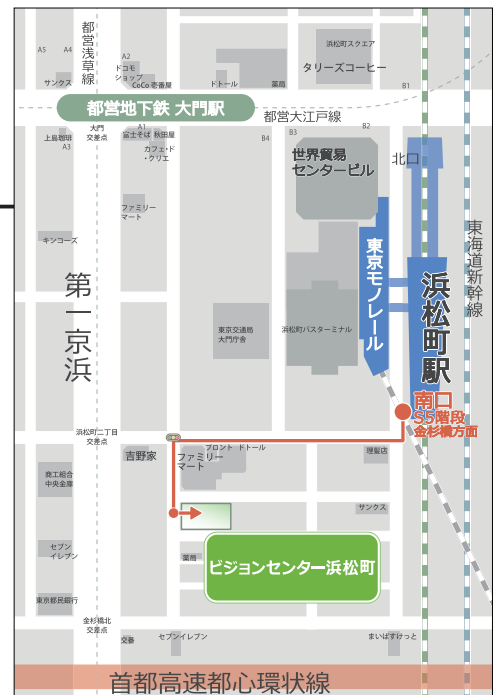 都営浅草線
A5
A4
A2
ドコモ
ショップ
サンクス
CoCo 壱番屋
ドトール
薬局
浜松町スクエア
タリーズコーヒー
B1
都営地下鉄 大門駅
都営大江戸線
大門
交差点
上島珈琲
A3
A1
富士そば
秋田屋
カフェ・ド
・クリエ
B4
B3
B2
世界貿易
センタービル
北口
ファミリー
マート
キンコーズ
第一京浜
東京モノレール
浜松町駅
東海道新幹線
東京交通局
大門庁舎
浜松町バスターミナル
南口
S5階段
金杉橋方面
浜松町二丁目
交差点
吉野家
ファミリー
マート
プロント
ドトール
理髪店
商工組合
中央金庫
サンクス
セブン
イレブン
薬局
ビジョンセンター浜松町
東京都民銀行
金杉橋北
交差点
交番
セブンイレブン
まいばすけっと
首都高速都心環状線